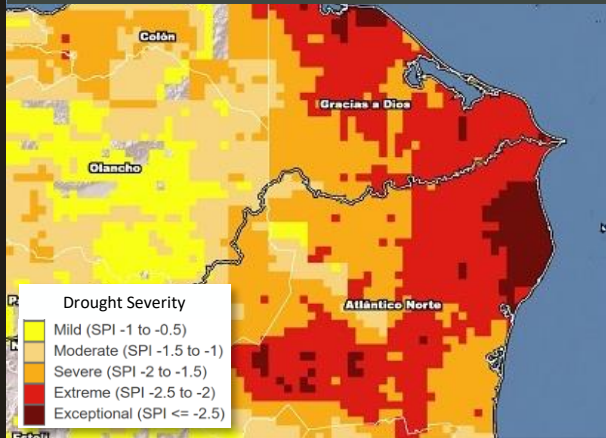 Colón
Gracias a Dios
Olancho
Atlántico Norte
Drought Severity
Mild (SPI -1 to -0.5)
Moderate (SPI -1.5 to -1)
Severe (SPI -2 to -1.5)
Extreme (SPI -2.5 to -2)
Exceptional (SPI <= -2.5)
Estelí